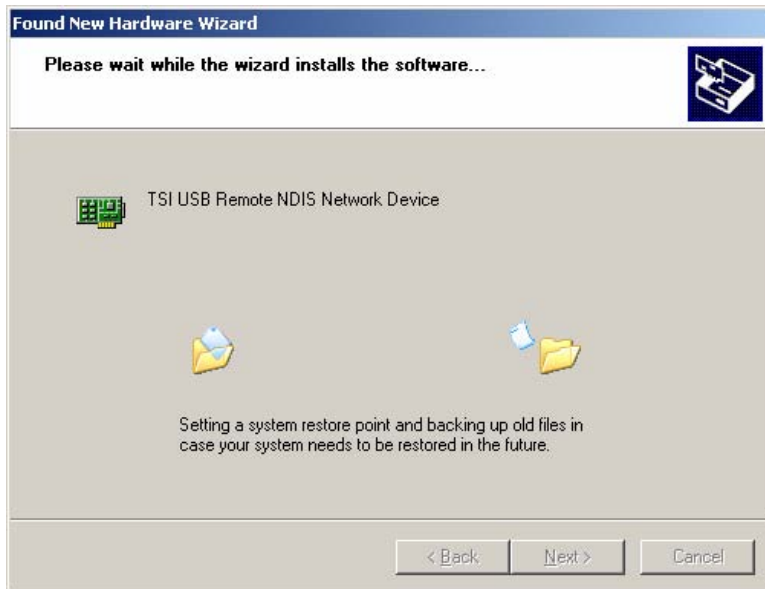 Found New Hardware Wizard
Please wait while the wizard installs the software...
TSI USB Remote NDIS Network Device
Setting a system restore point and backing up old files in
case your system needs to be restored in the future.
< Back Next > Cancel